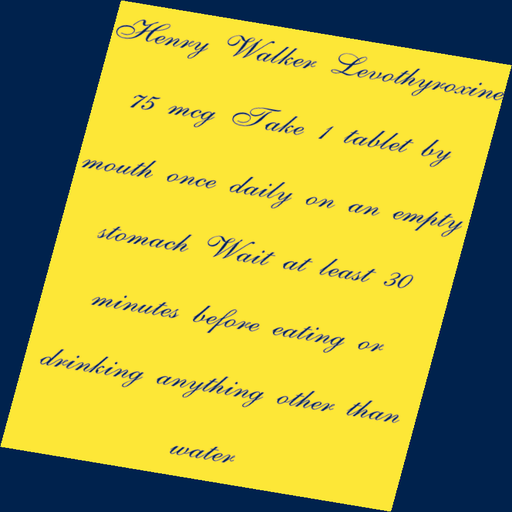 Henry Walker Levothyroxine
75 mcg Take 1 tablet by
mouth once daily on an empty
stomach Wait at least 30
minutes before eating or
drinking anything other than
water